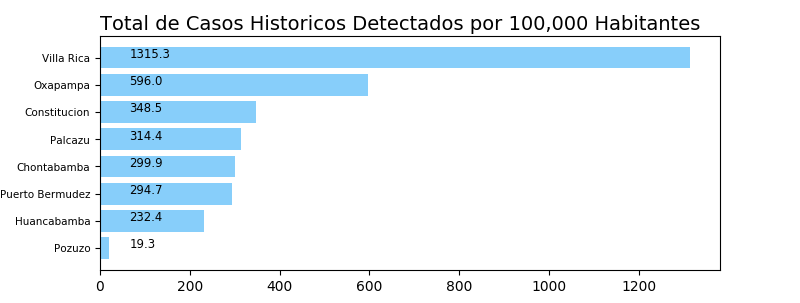 Total de Casos Historicos Detectados por 100,000 Habitantes
Villa Rica 1315.3
Oxapampa 596.0
Constitucion 348.5
Palcazu 314.4
Chontabamba 299.9
Puerto Bermudez 294.7
Huancabamba 232.4
Pozuzo 19.3
0 200 400 600 800 1000 1200